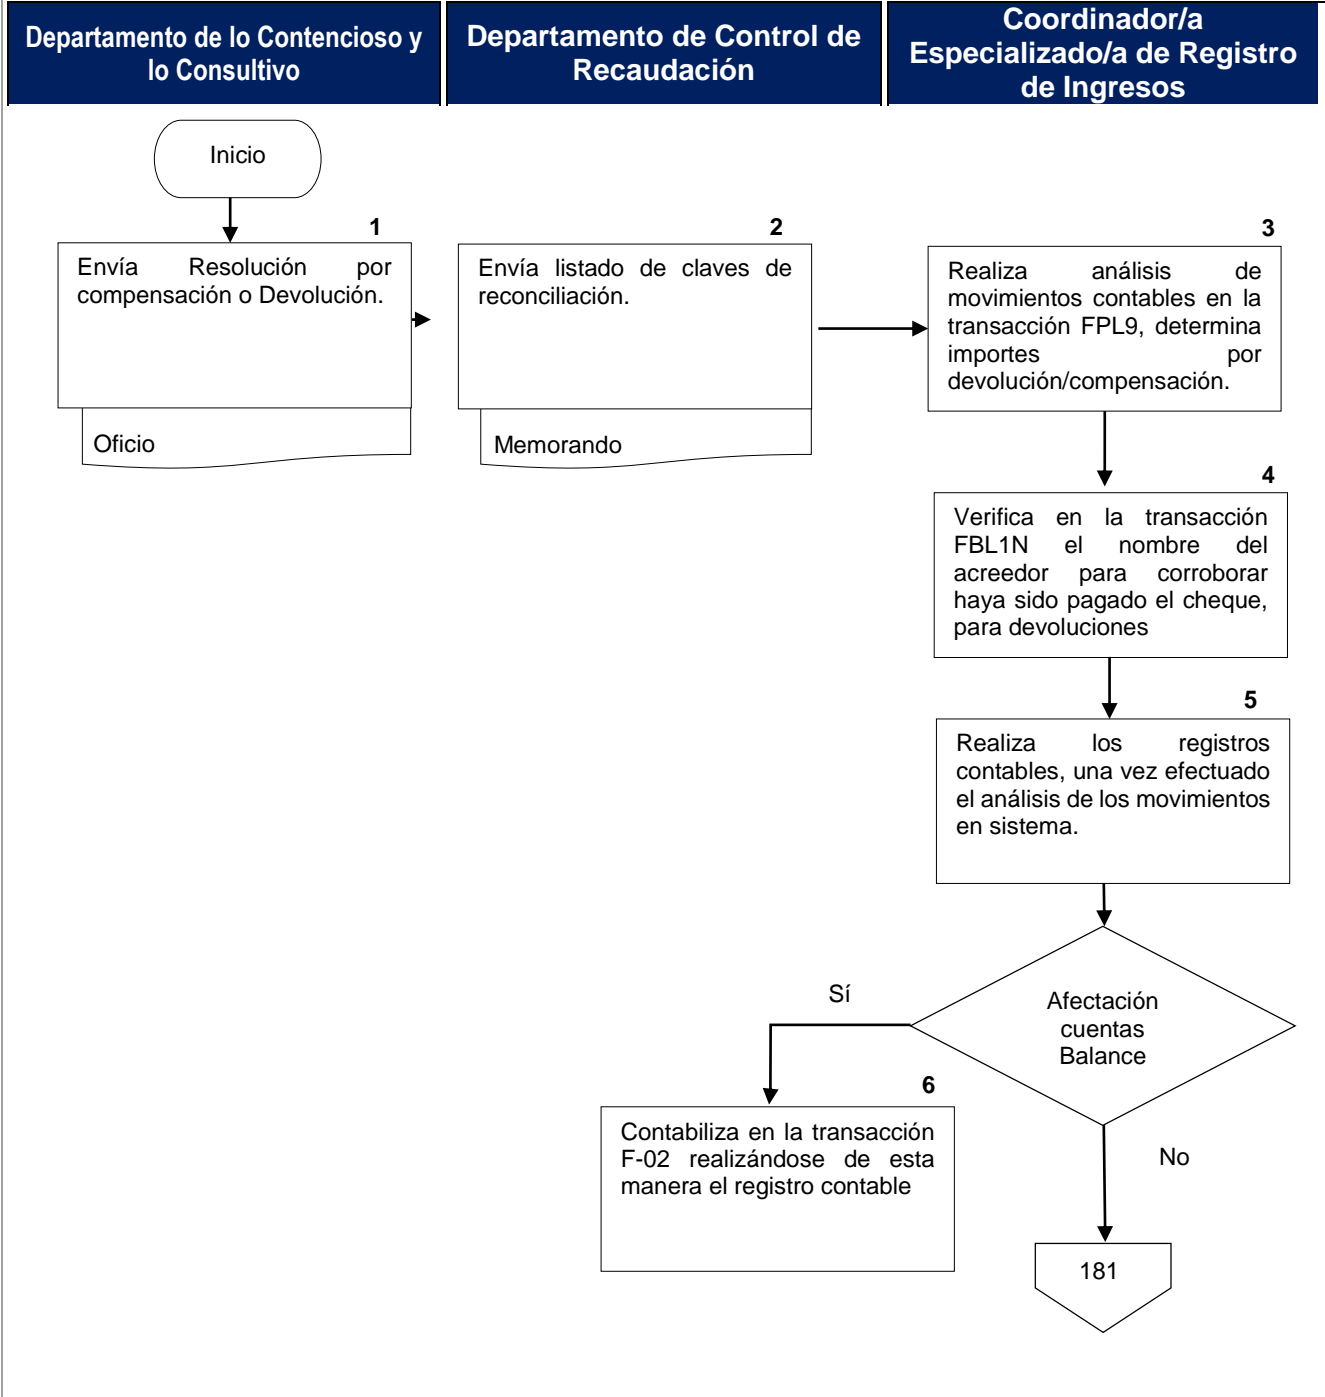 Departamento de lo Contencioso y
lo Consultivo
Departamento de Control de
Recaudación
Coordinador/a
Especializado/a de Registro
de Ingresos
Inicio
1
Envía Resolución por
compensación o Devolución.
Oficio
2
Envía listado de claves de
reconciliación.
Memorando
3
Realiza análisis de
movimientos contables en la
transacción FPL9, determina
importes por
devolución/compensación.
4
Verifica en la transacción
FBL1N el nombre del
acreedor para corroborar
haya sido pagado el cheque,
para devoluciones
5
Realiza los registros
contables, una vez efectuado
el análisis de los movimientos
en sistema.
Afectación
cuentas
Balance
Sí
6
Contabiliza en la transacción
F-02 realizándose de esta
manera el registro contable
No
181